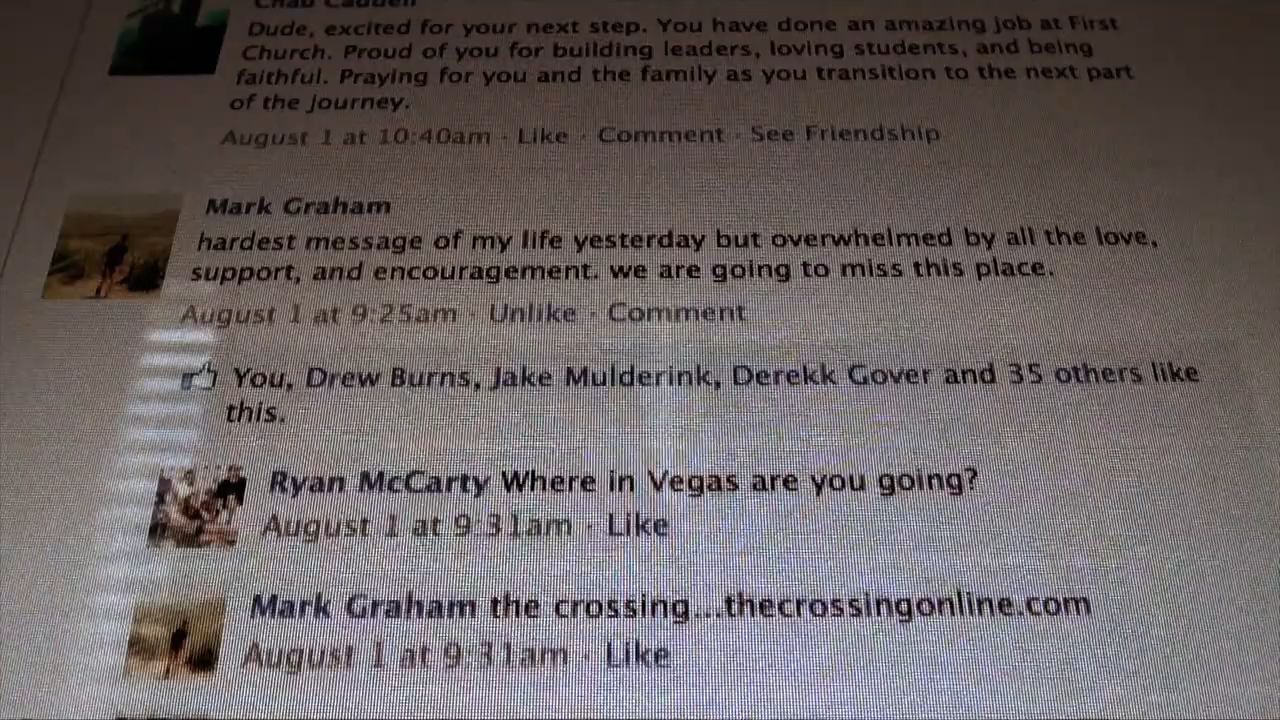 Chad Cadden
Dude, excited for your next step. You have done an amazing job at First
Church. Proud of you for building leaders, loving students, and being
faithful. Praying for you and the family as you transition to the next part
of the journey.
August 1 at 10:40am · Like · Comment · See Friendship
Mark Graham
hardest message of my life yesterday but overwhelmed by all the love,
support, and encouragement. we are going to miss this place.
August 1 at 9:25am · Unlike · Comment
You, Drew Burns, Jake Mulderink, Derekk Gover and 35 others like
this.
Ryan McCarty Where in Vegas are you going?
August 1 at 9:31am · Like
Mark Graham the crossing...thecrossingonline.com
August 1 at 9:31am · Like